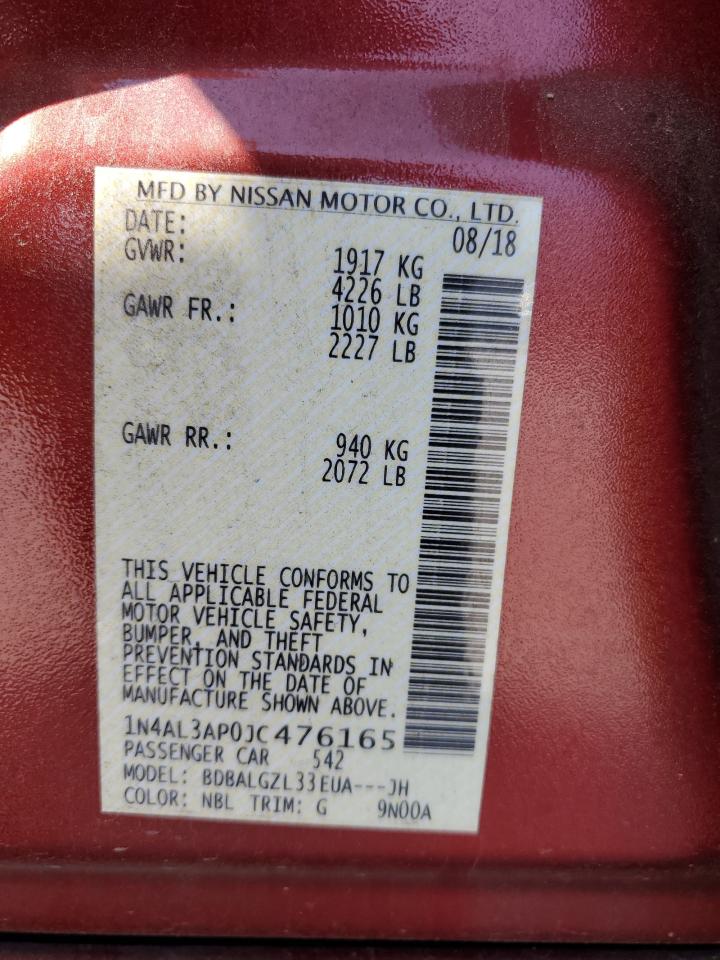 MFD BY NISSAN MOTOR CO., LTD.
DATE: 08/18
GVWR: 1917 KG
4226 LB
GAWR FR.: 1010 KG
2227 LB
GAWR RR.: 940 KG
2072 LB
THIS VEHICLE CONFORMS TO
ALL APPLICABLE FEDERAL
MOTOR VEHICLE SAFETY,
BUMPER, AND THEFT
PREVENTION STANDARDS IN
EFFECT ON THE DATE OF
MANUFACTURE SHOWN ABOVE.
1N4AL3AP0JC476165
PASSENGER CAR 542
MODEL: BDBALGZL33EUA---JH
COLOR: NBL TRIM: G 9N00A